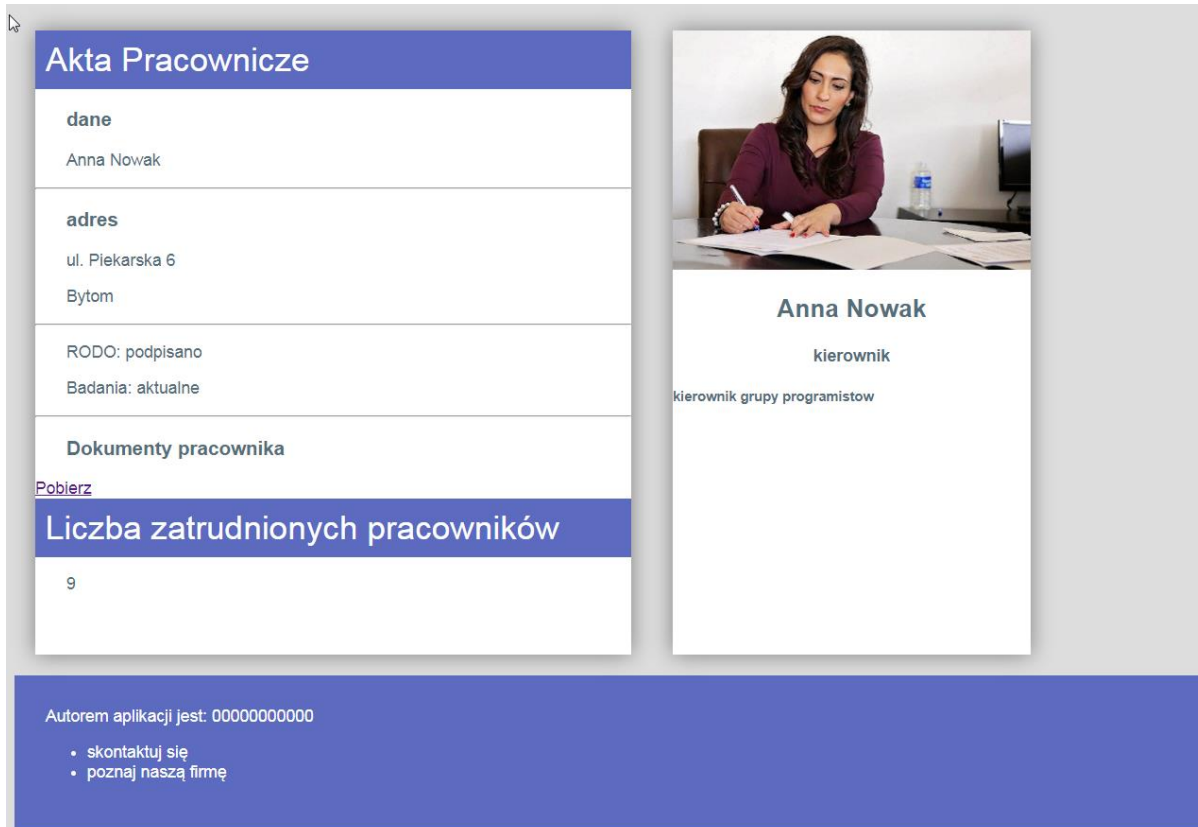 Akta Pracownicze
dane
Anna Nowak
adres
ul. Piekarska 6
Bytom
RODO: podpisano
Badania: aktualne
Dokumenty pracownika
Pobierz
Liczba zatrudnionych pracowników
9
Anna Nowak
kierownik
kierownik grupy programistow
Autorem aplikacji jest: 00000000000
skontaktuj się
poznaj naszą firmę